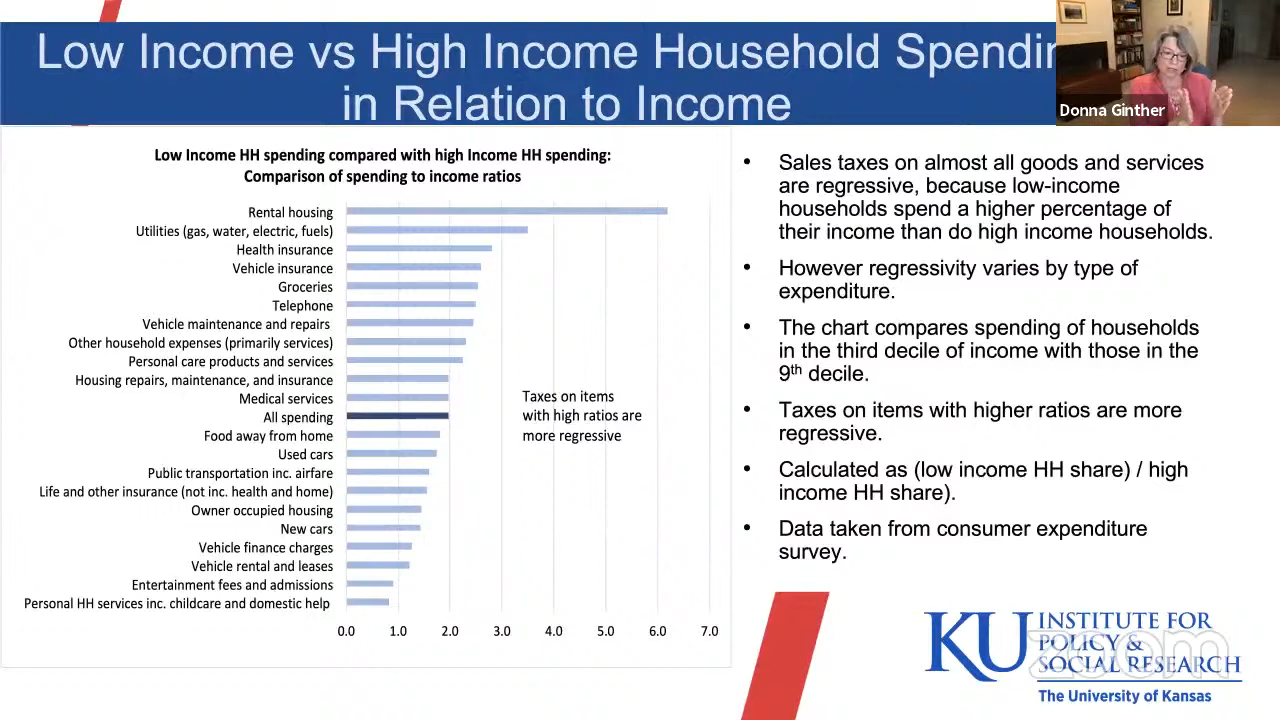 Low Income vs High Income Household Spendin
in Relation to Income
Donna Ginther
Low Income HH spending compared with high Income HH spending:
Comparison of spending to income ratios
Rental housing
Utilities (gas, water, electric, fuels)
Health insurance
Vehicle insurance
Groceries
Telephone
Vehicle maintenance and repairs
Other household expenses (primarily services)
Personal care products and services
Housing repairs, maintenance, and insurance
Medical services
All spending
Food away from home
Used cars
Public transportation inc. airfare
Life and other insurance (not inc. health and home)
Owner occupied housing
New cars
Vehicle finance charges
Vehicle rental and leases
Entertainment fees and admissions
Personal HH services inc. childcare and domestic help
0.0 1.0 2.0 3.0 4.0 5.0 6.0 7.0
Taxes on items
with high ratios are
more regressive
• Sales taxes on almost all goods and services
are regressive, because low-income
households spend a higher percentage of
their income than do high income households.
• However regressivity varies by type of
expenditure.
• The chart compares spending of households
in the third decile of income with those in the
9th decile.
• Taxes on items with higher ratios are more
regressive.
• Calculated as (low income HH share) / high
income HH share).
• Data taken from consumer expenditure
survey.
KU INSTITUTE FOR
POLICY &
SOCIAL RESEARCH
The University of Kansas
zoom